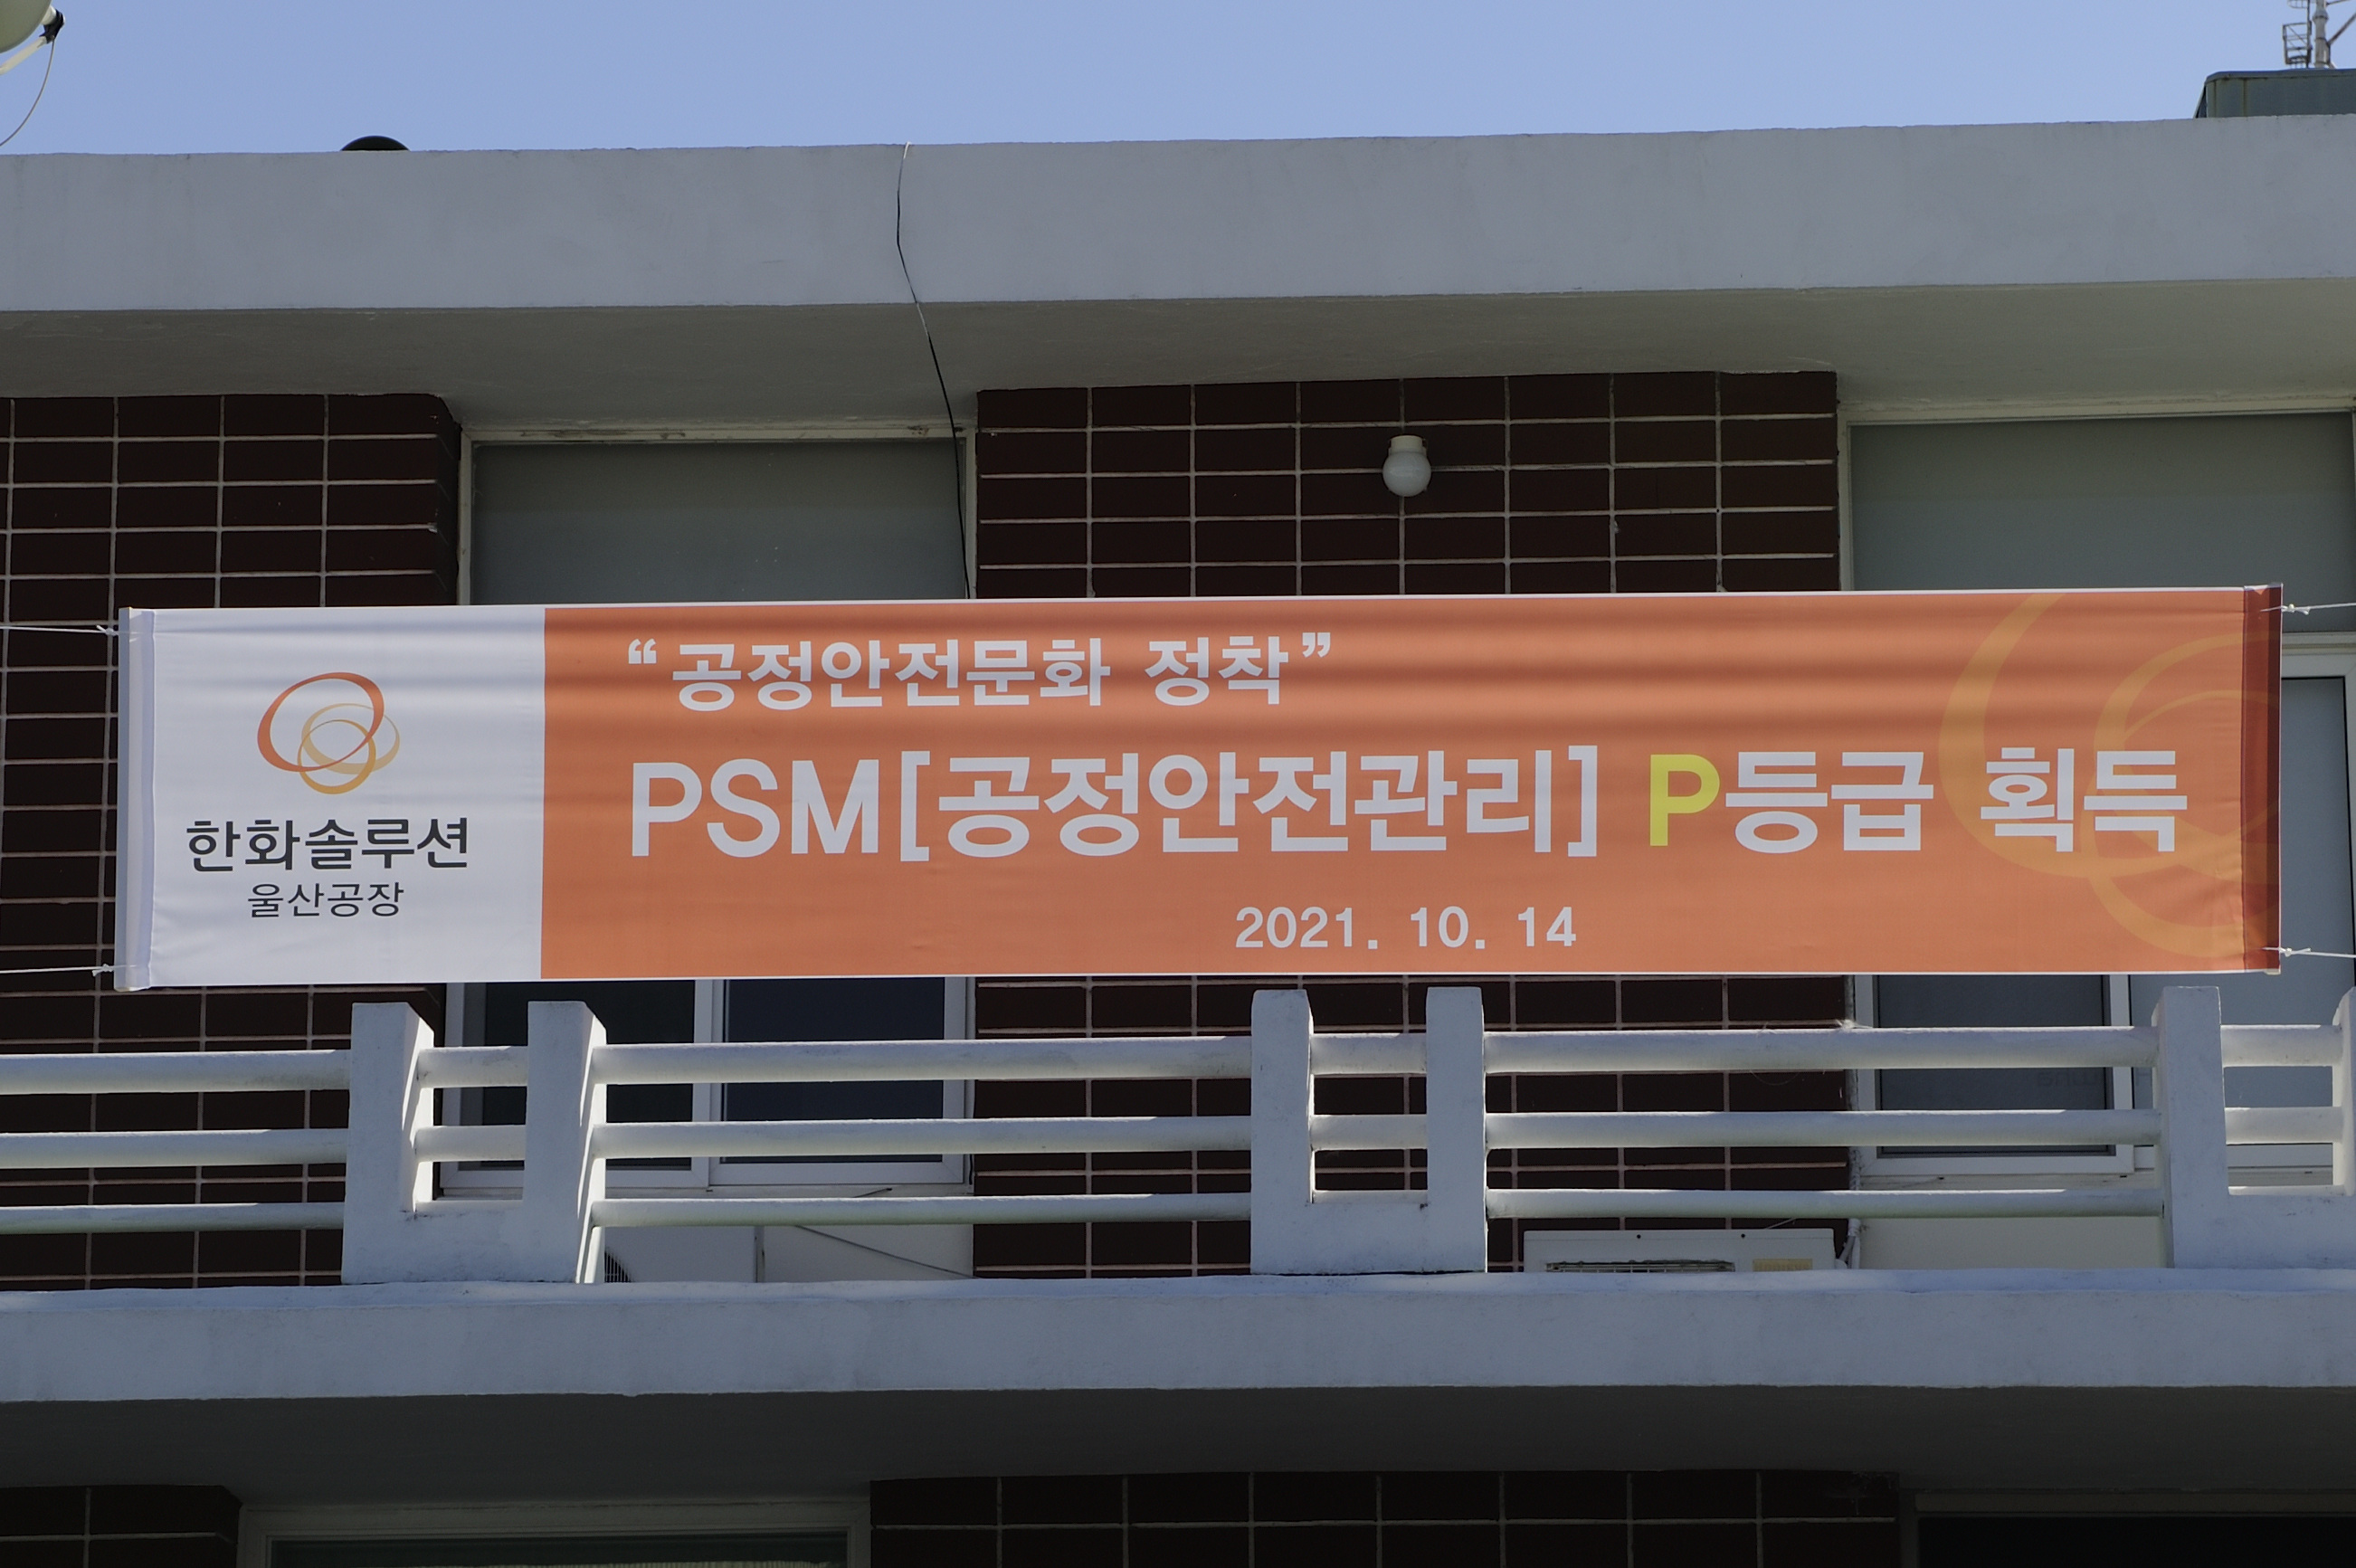 한화솔루션
울산공장
“공정안전문화 정착”
PSM[공정안전관리] P등급 획득
2021. 10. 14